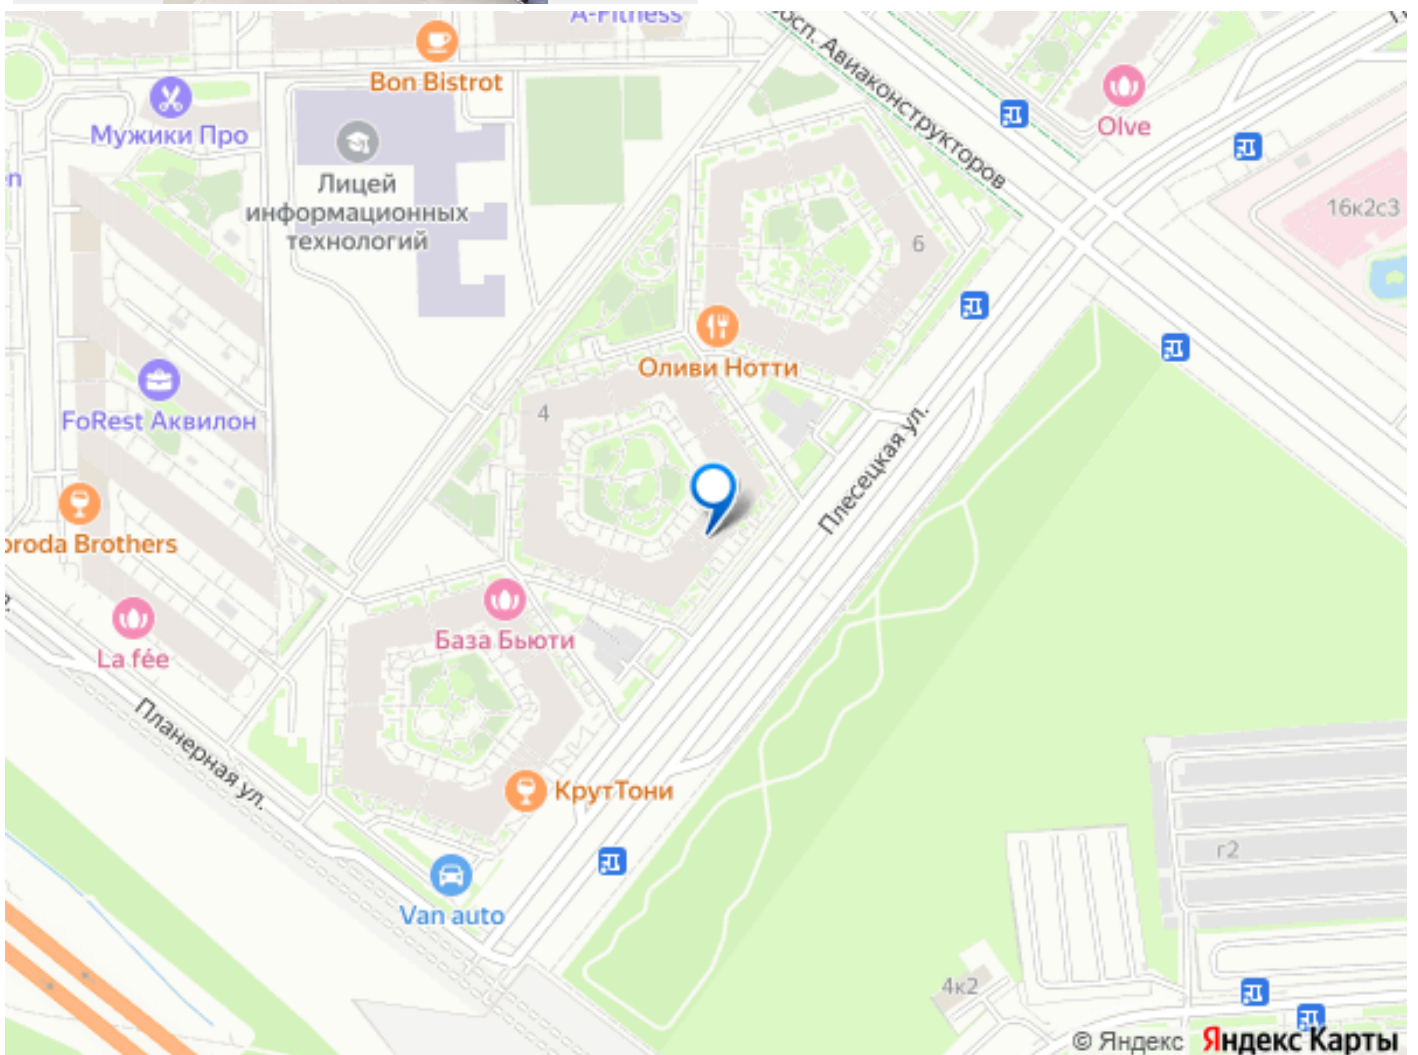 A-Fitness
Bon Bistrot
просп. Авиаконструкторов
Olve
Мужики Про
Лицей
информационных
технологий
16к2с3
6
Оливи Нотти
4
FoRest Аквилон
Плесецкая ул.
Brothers
База Бьюти
La fée
Планерная ул.
КрутТони
Van auto
г2
4к2
© Яндекс Яндекс Карты